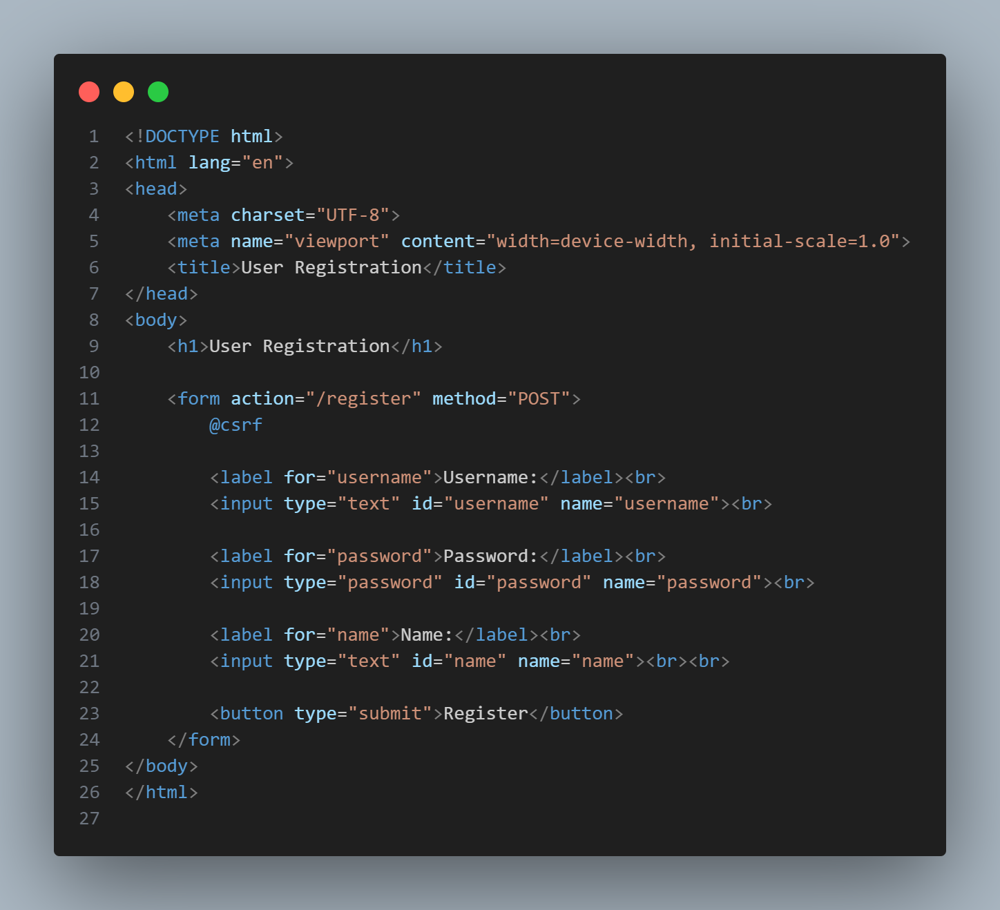 1 <!DOCTYPE html>
2 <html lang="en">
3 <head>
4     <meta charset="UTF-8">
5     <meta name="viewport" content="width=device-width, initial-scale=1.0">
6     <title>User Registration</title>
7 </head>
8 <body>
9     <h1>User Registration</h1>
10
11     <form action="/register" method="POST">
12         @csrf
13
14         <label for="username">Username:</label><br>
15         <input type="text" id="username" name="username"><br>
16
17         <label for="password">Password:</label><br>
18         <input type="password" id="password" name="password"><br>
19
20         <label for="name">Name:</label><br>
21         <input type="text" id="name" name="name"><br><br>
22
23         <button type="submit">Register</button>
24     </form>
25 </body>
26 </html>
27